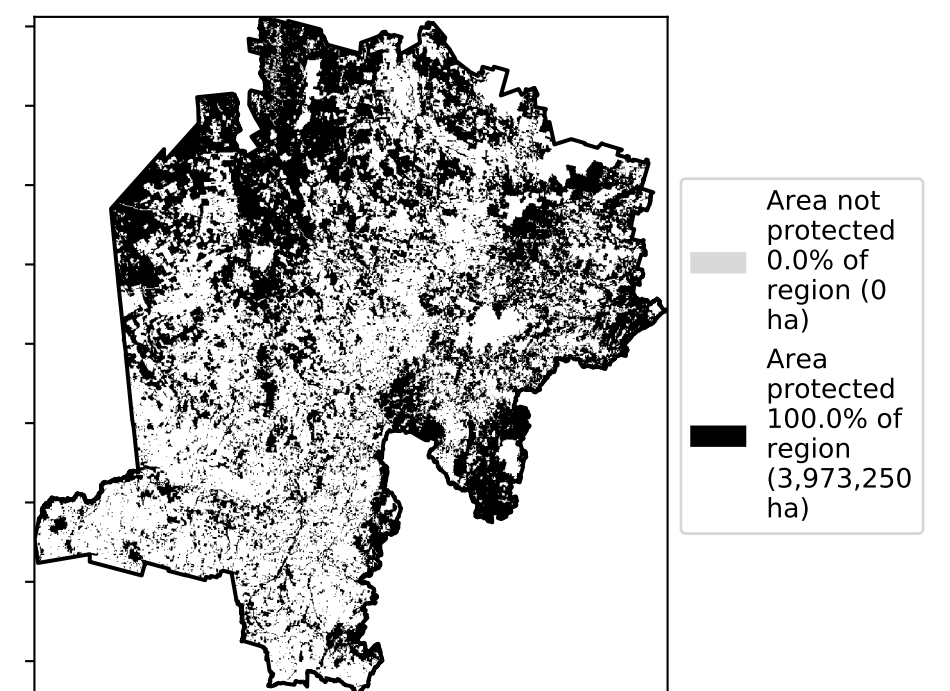 Area not
protected
0.0% of
region (0
ha)
Area
protected
100.0% of
region
(3,973,250
ha)